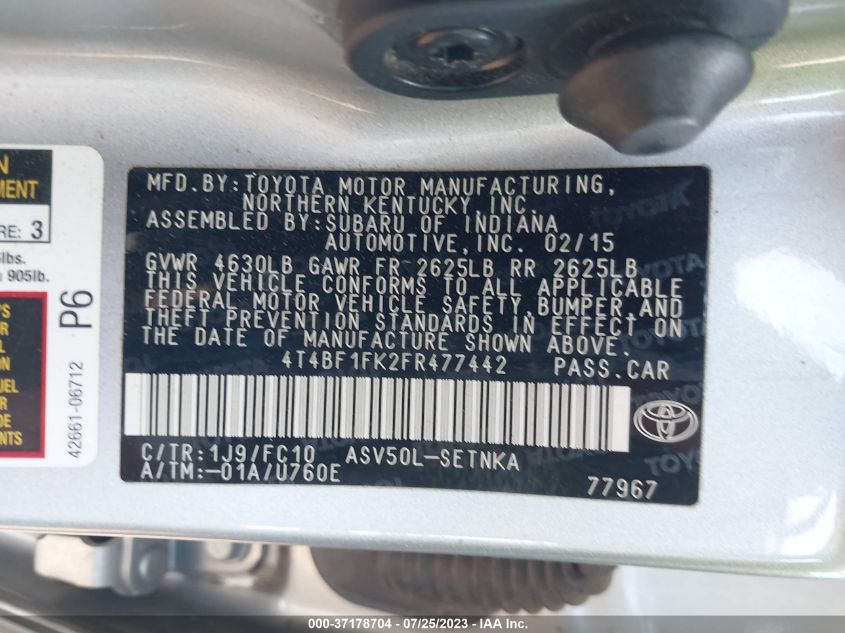 N
MENT
RE: 3
lbs.
905lb.
P6
42661-06712
MFD.BY:TOYOTA MOTOR MANUFACTURING,
NORTHERN KENTUCKY, INC.
ASSEMBLED BY:SUBARU OF INDIANA
AUTOMOTIVE,INC. 02/15
GVWR 4630LB GAWR FR 2625LB RR 2625LB
THIS VEHICLE CONFORMS TO ALL APPLICABLE
FEDERAL MOTOR VEHICLE SAFETY,BUMPER,AND
THEFT PREVENTION STANDARDS IN EFFECT ON
THE DATE OF MANUFACTURE SHOWN ABOVE.
4T4BF1FK2FR477442 PASS.CAR
C/TR:1J9/FC10 ASV50L-SETNKA
A/TM:-01A/U760E
77967
000-37178704 - 07/25/2023 - IAA Inc.